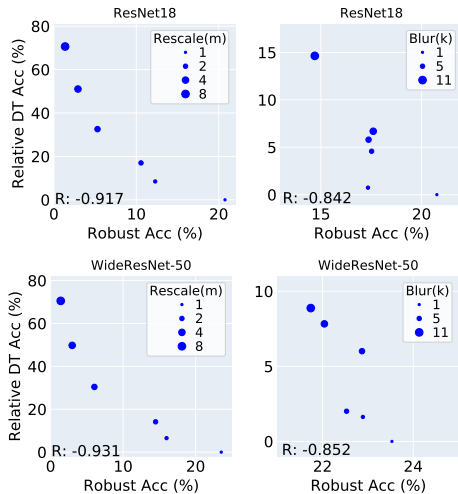 ResNet18
Relative DT Acc (%)
80
60
40
20
0
Rescale(m)
1
2
4
8
R: -0.917
0 10 20
Robust Acc (%)
ResNet18
15
10
5
0
Blur(k)
1
5
11
R: -0.842
15 20
Robust Acc (%)
WideResNet-50
Relative DT Acc (%)
80
60
40
20
0
Rescale(m)
1
2
4
8
R: -0.931
0 10 20
Robust Acc (%)
WideResNet-50
10
5
0
Blur(k)
1
5
11
R: -0.852
22 24
Robust Acc (%)